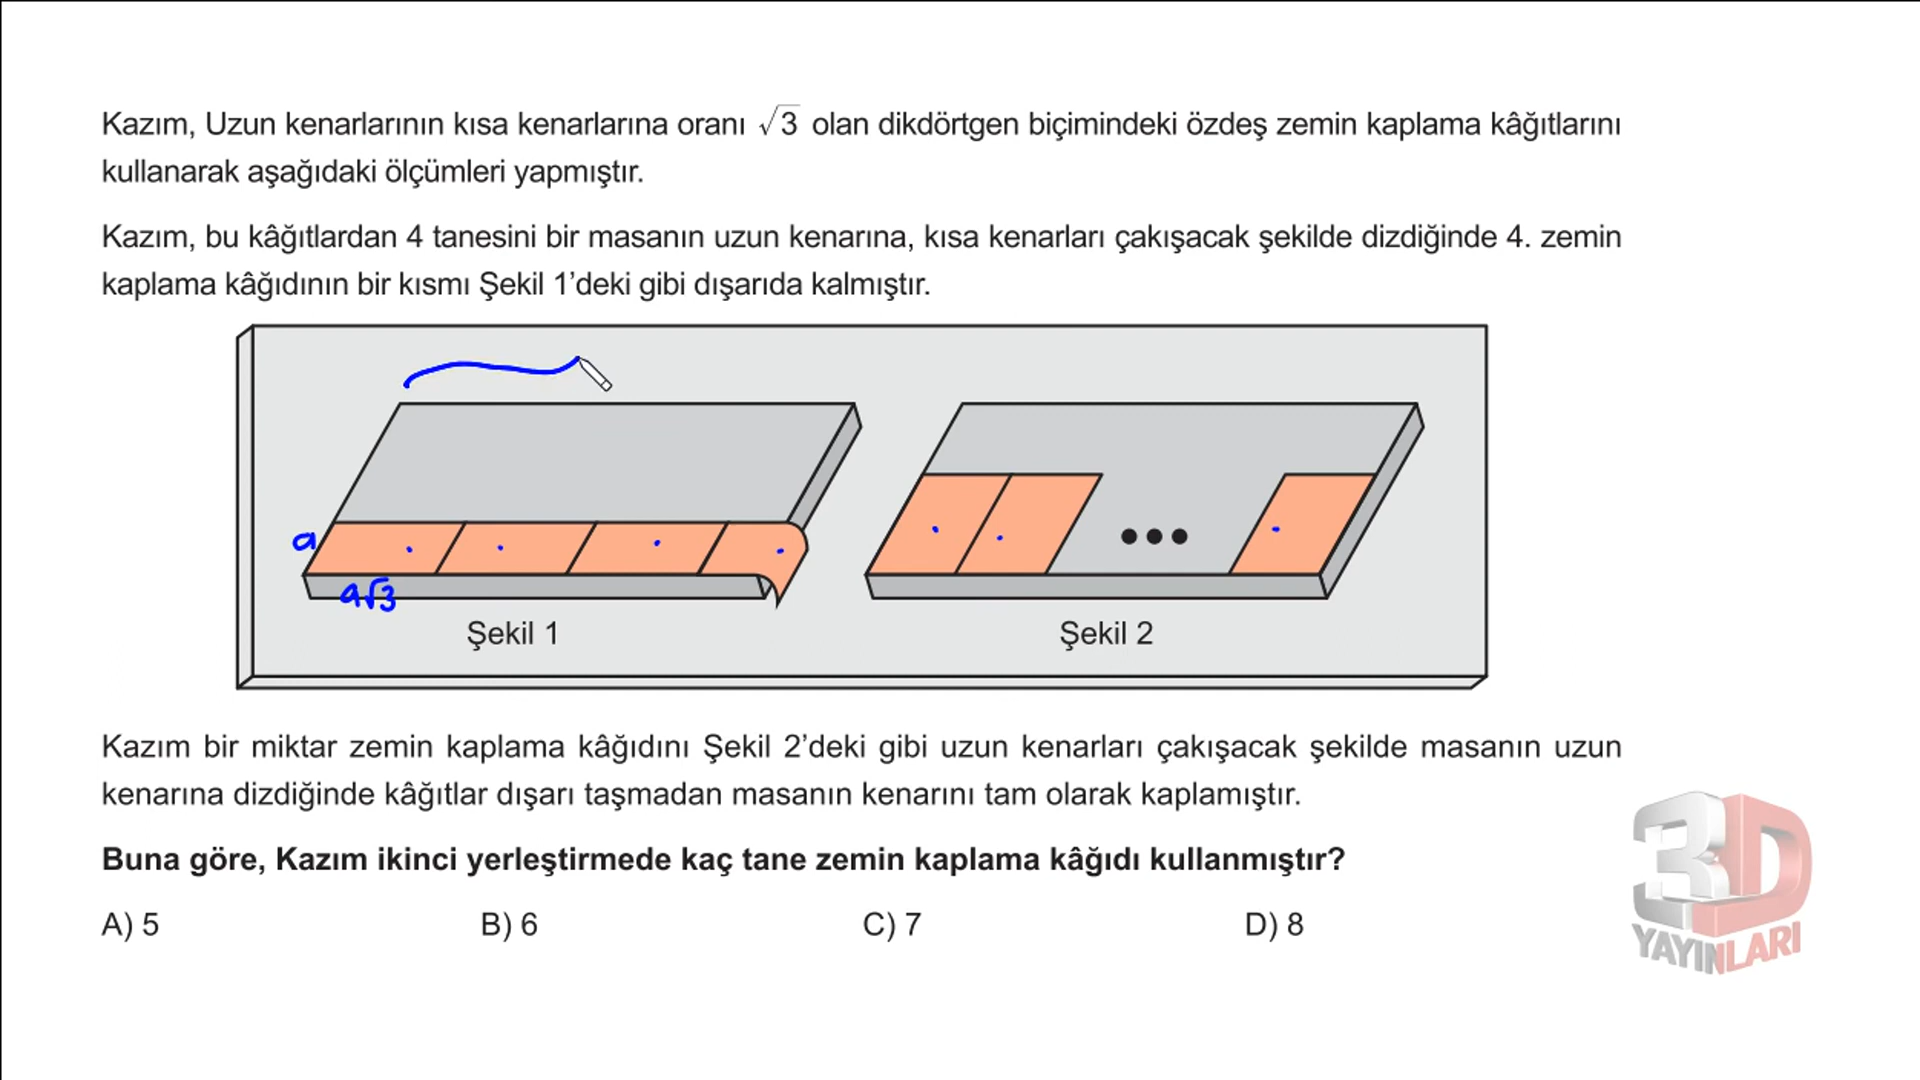 Kazım, Uzun kenarlarının kısa kenarlarına oranı √3 olan dikdörtgen biçimindeki özdeş zemin kaplama kâğıtlarını
kullanarak aşağıdaki ölçümleri yapmıştır.
Kazım, bu kâğıtlardan 4 tanesini bir masanın uzun kenarına, kısa kenarları çakışacak şekilde dizdiğinde 4. zemin
kaplama kâğıdının bir kısmı Şekil 1’deki gibi dışarıda kalmıştır.
a
a√3
Şekil 1
Şekil 2
Kazım bir miktar zemin kaplama kâğıdını Şekil 2’deki gibi uzun kenarları çakışacak şekilde masanın uzun
kenarına dizdiğinde kâğıtlar dışarı taşmadan masanın kenarını tam olarak kaplamıştır.
Buna göre, Kazım ikinci yerleştirmede kaç tane zemin kaplama kâğıdı kullanmıştır?
A) 5 B) 6 C) 7 D) 8
3D
YAYINLARI